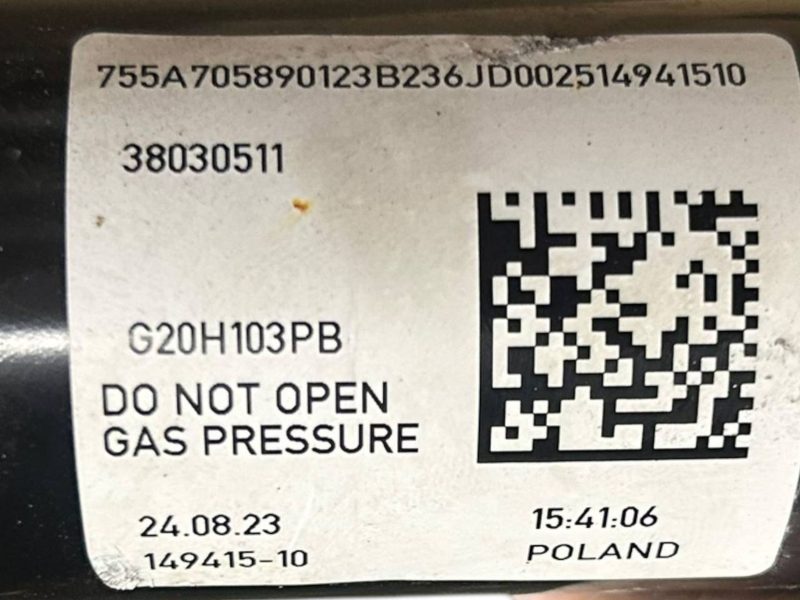 755A705890123B236JD002514941510
38030511
G20H103PB
DO NOT OPEN
GAS PRESSURE
24.08.23
15:41:06
149415-10
POLAND